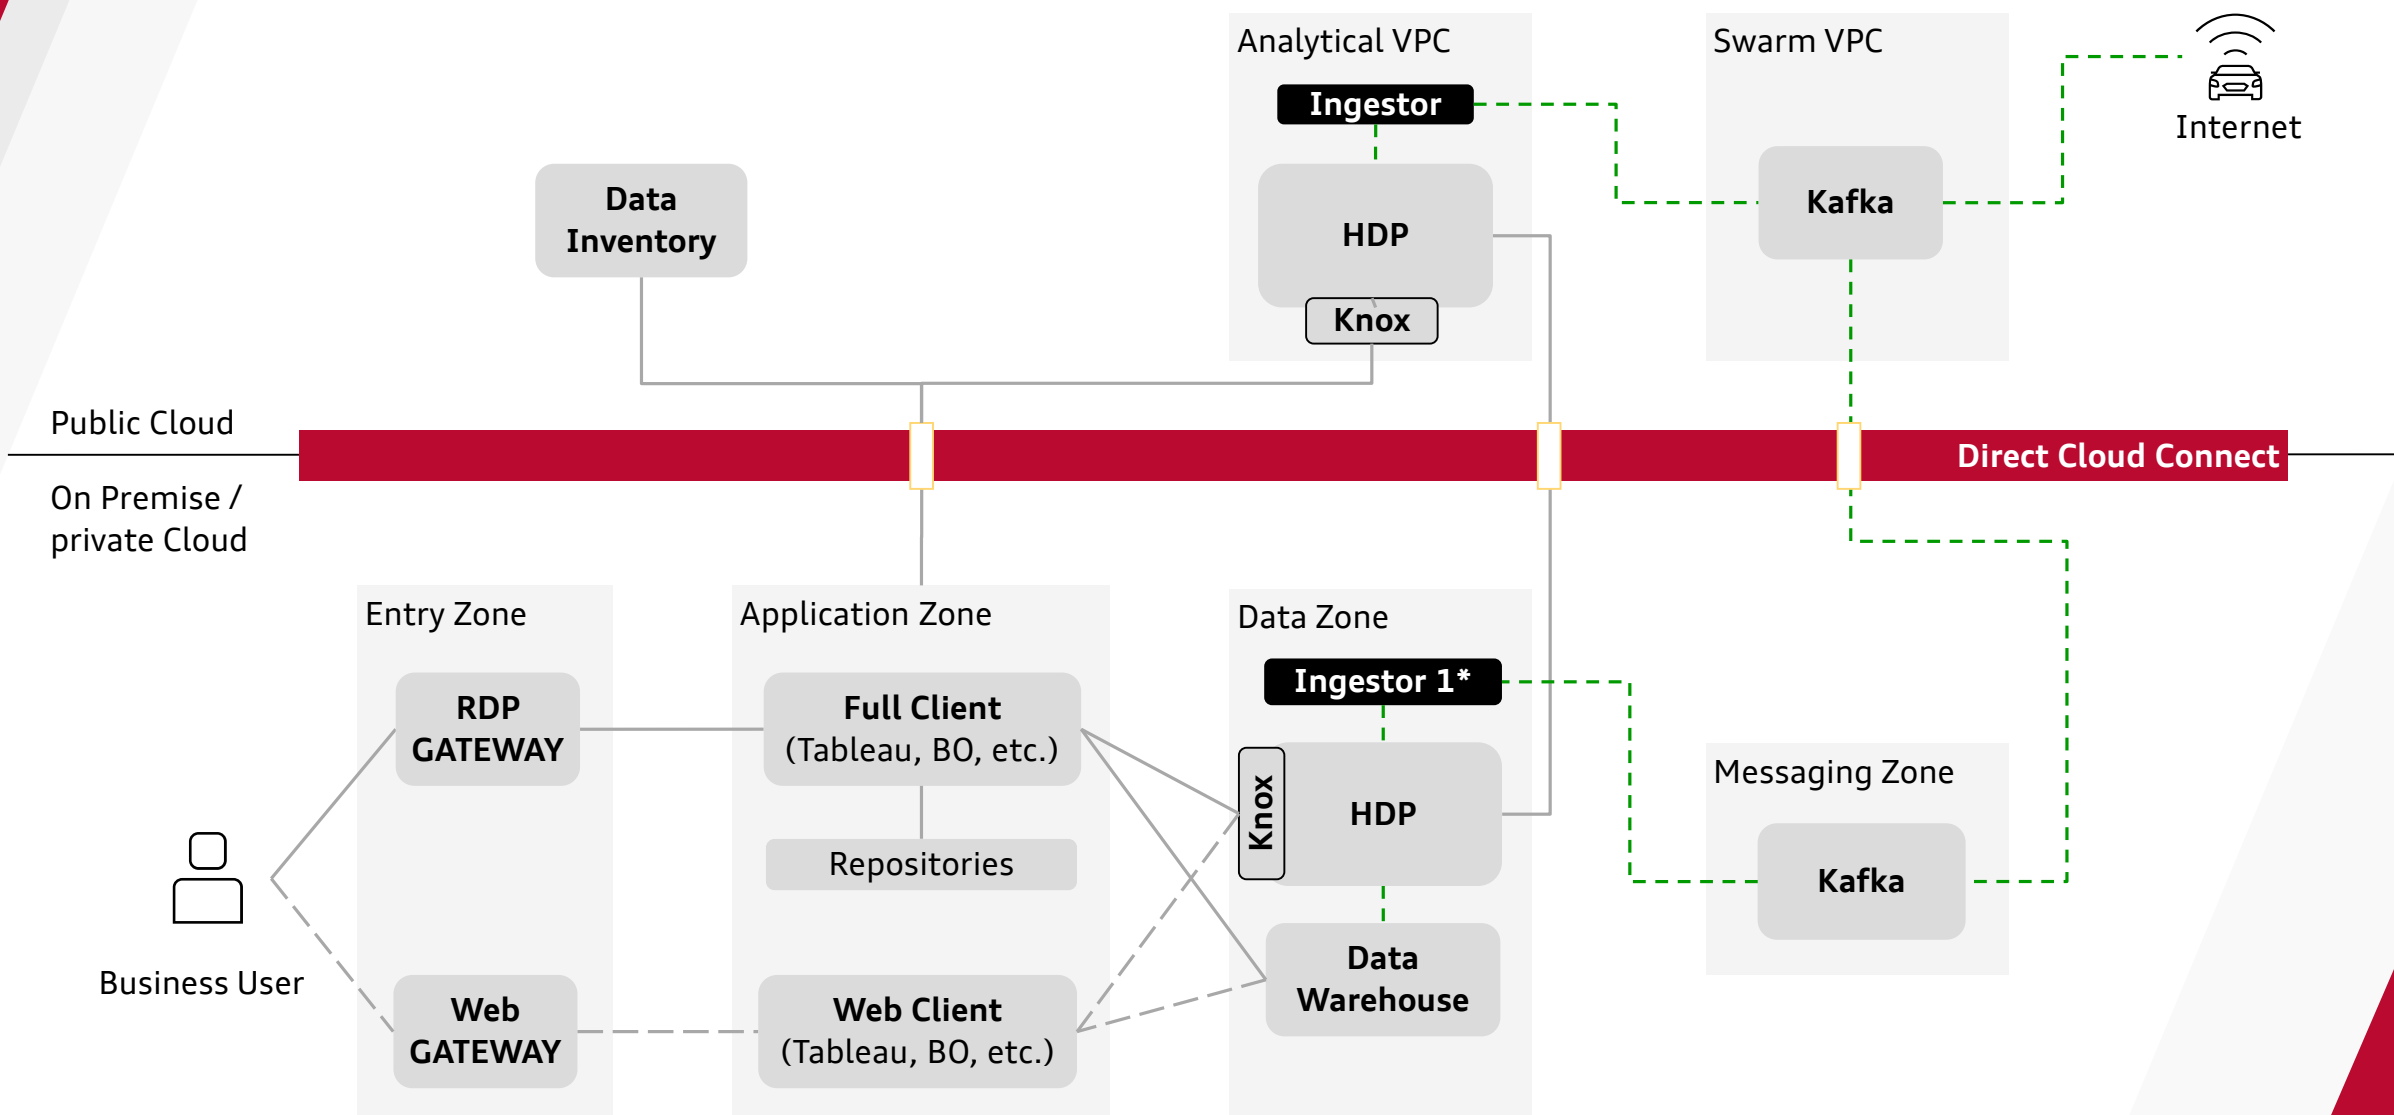 Analytical VPC
Swarm VPC
Ingestor
Internet
Data
Inventory
HDP
Kafka
Knox
Public Cloud
Direct Cloud Connect
On Premise /
private Cloud
Entry Zone
Application Zone
Data Zone
RDP
GATEWAY
Full Client
(Tableau, BO, etc.)
Ingestor 1*
Knox
HDP
Messaging Zone
Repositories
Kafka
Business User
Data
Warehouse
Web
GATEWAY
Web Client
(Tableau, BO, etc.)